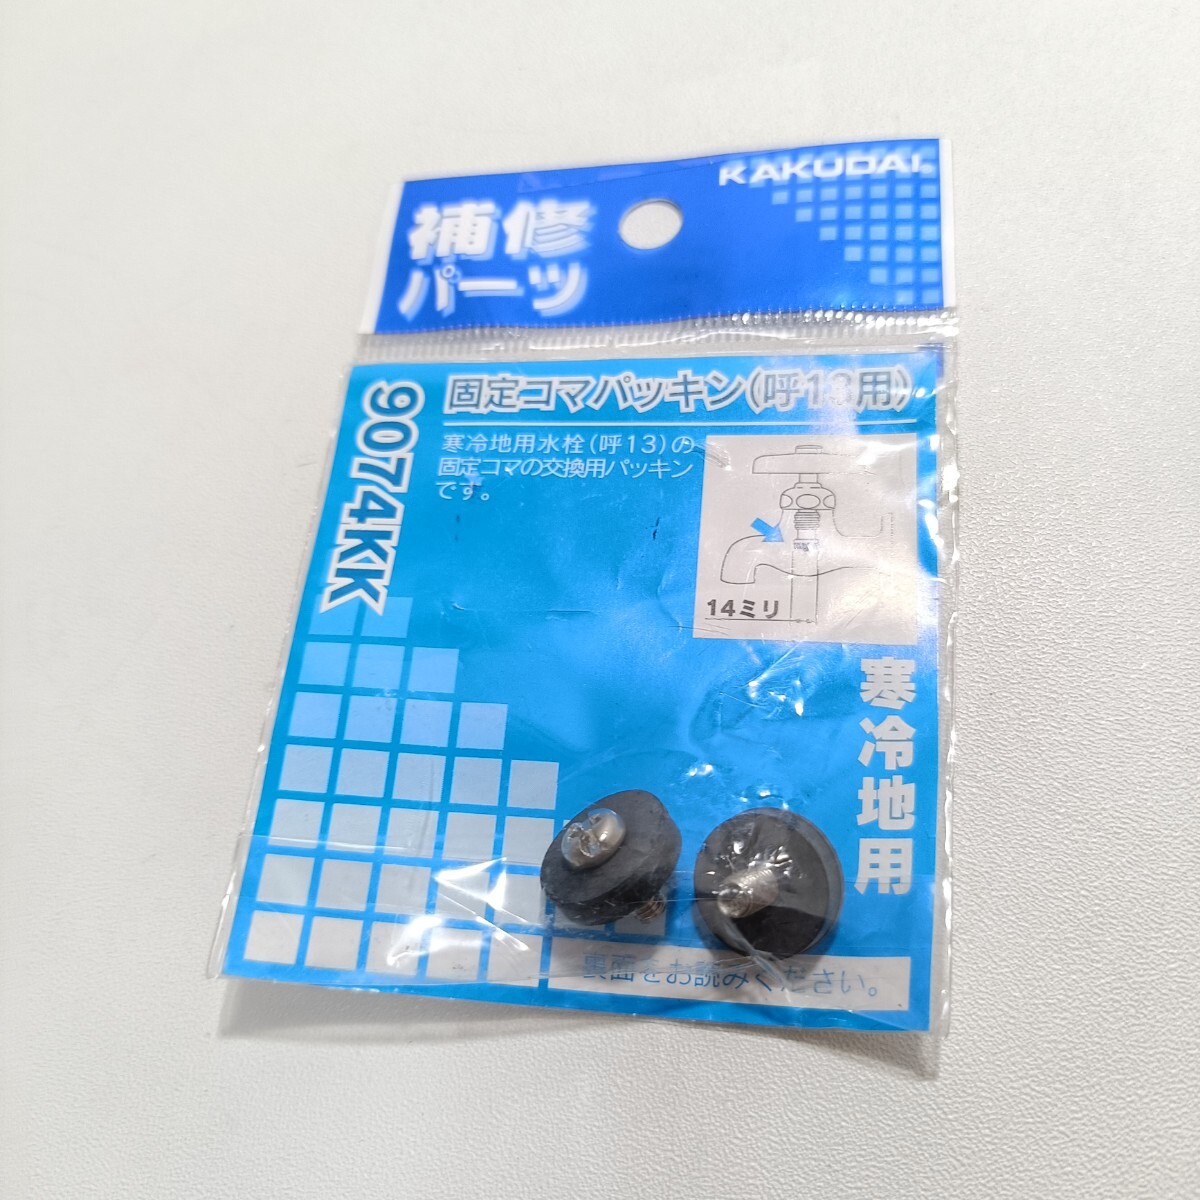 KAKUDAI®
補修
パーツ
9074KK
固定コマパッキン(呼13用)
寒冷地用水栓(呼13)の
固定コマの交換用パッキン
です。
14ミリ
寒冷地用
裏面をお読みください。